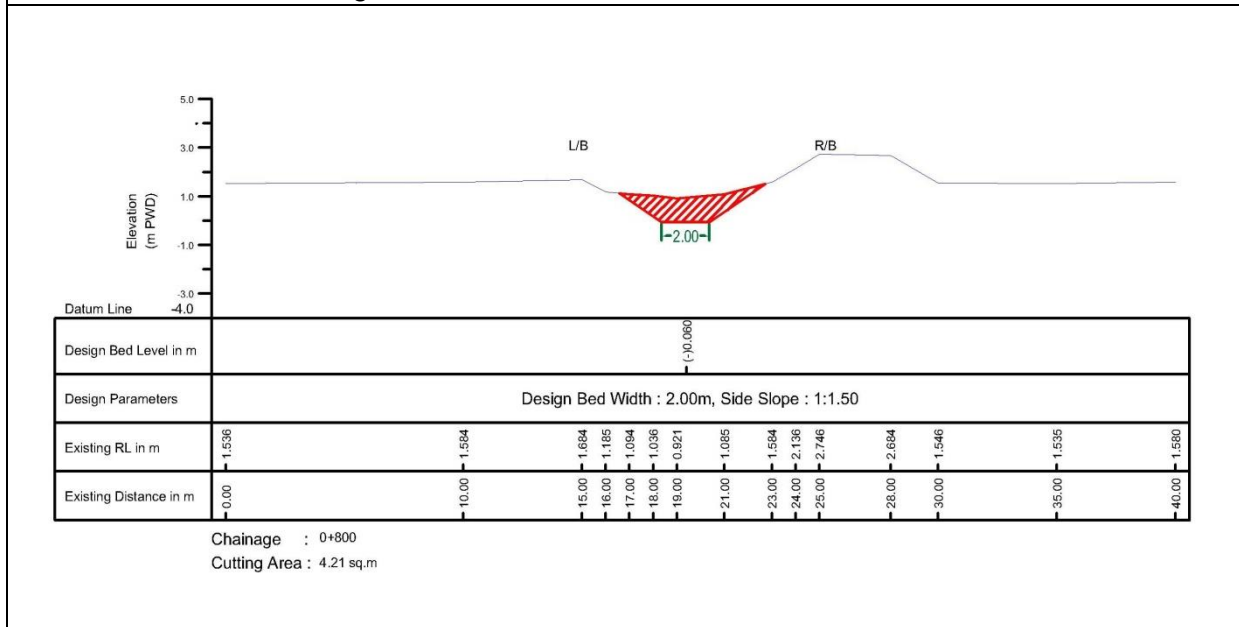 5.0
3.0
1.0
-1.0
-3.0
Elevation
(m PWD)
L/B
R/B
2.00
Datum Line -4.0
Design Bed Level in m (-)0.060
Design Parameters Design Bed Width : 2.00m, Side Slope : 1:1.50
Existing RL in m 1.536 1.584 1.684 1.185 1.094 1.036 0.921 1.085 1.584 2.136 2.746 2.684 1.546 1.535 1.580
Existing Distance in m 0.00 10.00 15.00 16.00 17.00 18.00 19.00 21.00 23.00 24.00 25.00 28.00 30.00 35.00 40.00
Chainage : 0+800
Cutting Area : 4.21 sq.m